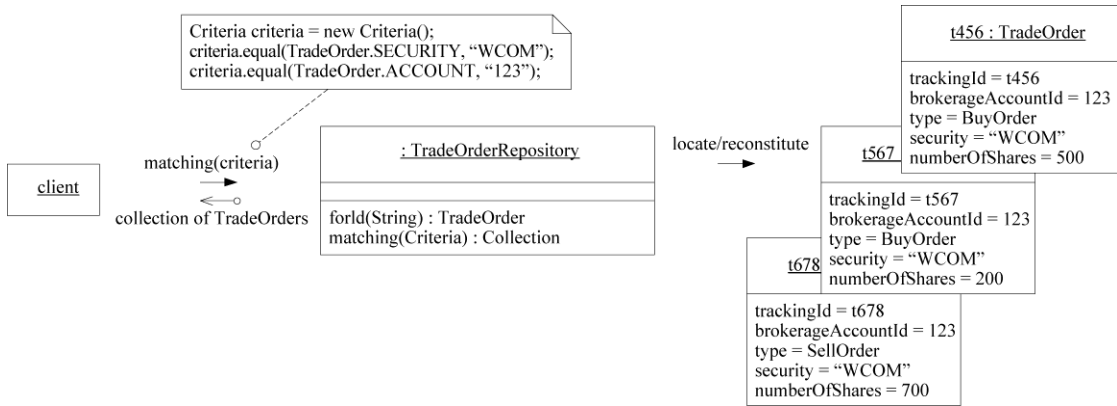 Criteria criteria = new Criteria();
criteria.equal(TradeOrder.SECURITY, “WCOM”);
criteria.equal(TradeOrder.ACCOUNT, “123”);
client
matching(criteria)
collection of TradeOrders
: TradeOrderRepository
forId(String) : TradeOrder
matching(Criteria) : Collection
locate/reconstitute
t456 : TradeOrder
trackingId = t456
brokerageAccountId = 123
type = BuyOrder
security = “WCOM”
numberOfShares = 500
t567
trackingId = t567
brokerageAccountId = 123
type = BuyOrder
security = “WCOM”
numberOfShares = 200
t678
trackingId = t678
brokerageAccountId = 123
type = SellOrder
security = “WCOM”
numberOfShares = 700